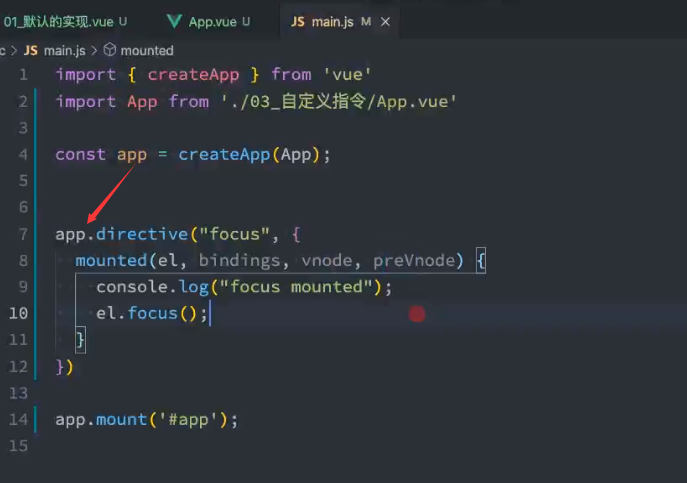 01_默认的实现.vue U
App.vue U
JS main.js M ×
c > JS main.js > mounted
1 import { createApp } from 'vue'
2 import App from './03_自定义指令/App.vue'
3
4 const app = createApp(App);
5
6
7 app.directive("focus", {
8 mounted(el, bindings, vnode, preVnode) {
9 console.log("focus mounted");
10 el.focus();
11 }
12 })
13
14 app.mount('#app');
15